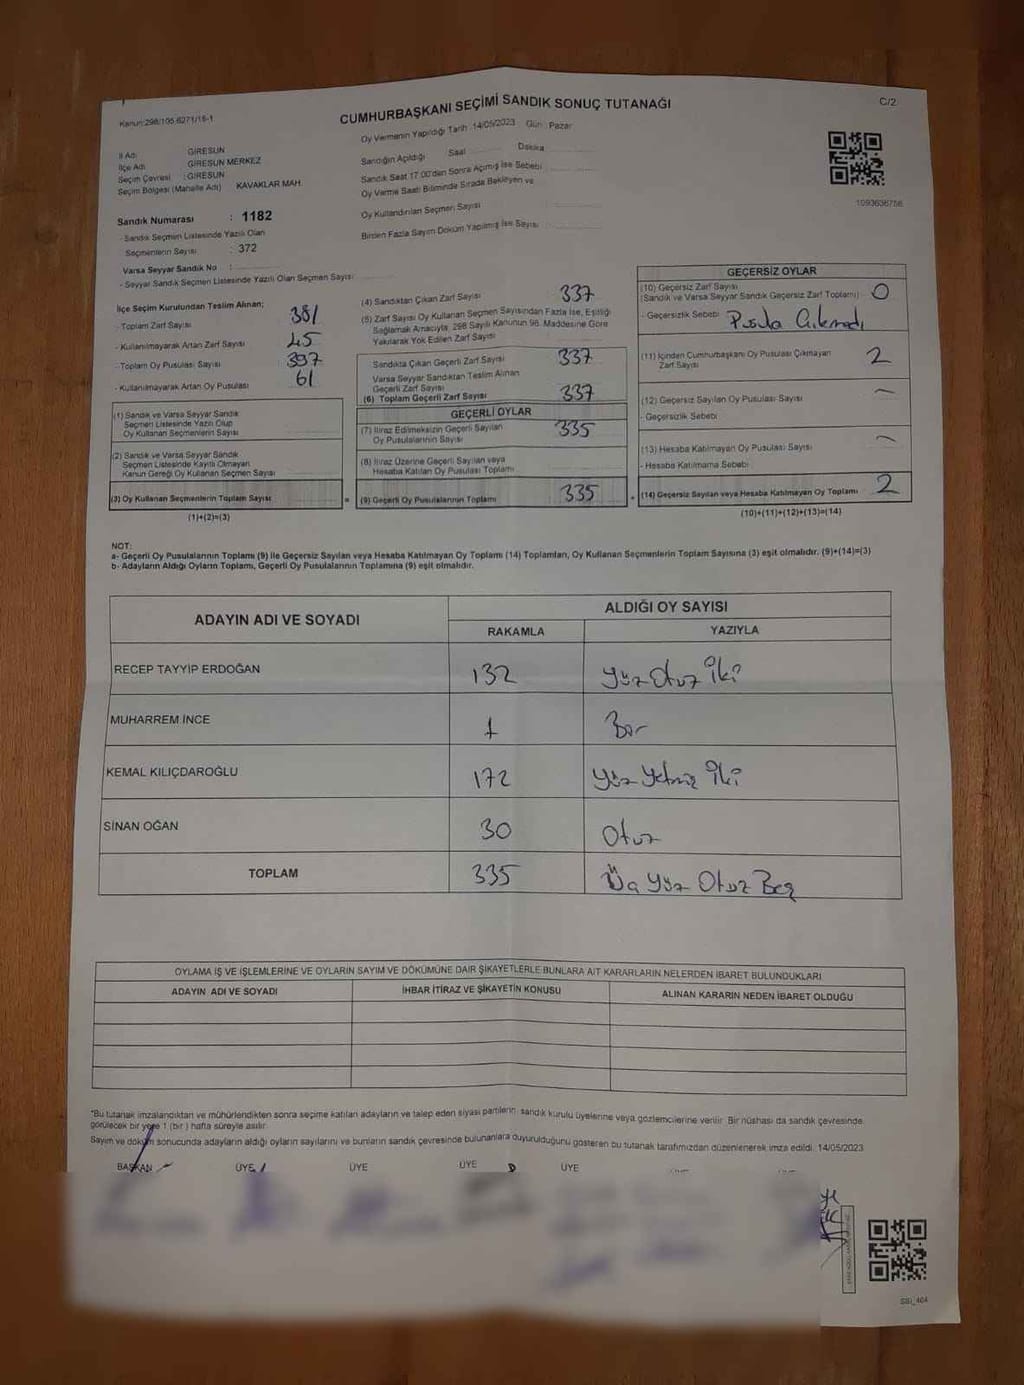 Kanun:298/105-6271/16-1
CUMHURBAŞKANI SEÇİMİ SANDIK SONUÇ TUTANAĞI
C/2
Oy Vermenin Yapıldığı Tarih :14/05/2023 Gün : Pazar
İl Adı : GİRESUN
İlçe Adı : GİRESUN MERKEZ
Seçim Çevresi : GİRESUN
Seçim Bölgesi (Mahalle Adı) KAVAKLAR MAH.
Sandığın Açıldığı Saat Dakika
Sandık Saat 17.00'den Sonra Açılmış İse Sebebi
Oy Verme Saati Bitiminde Sırada Bekleyen ve
Oy Kullandırılan Seçmen Sayısı
Birden Fazla Sayım Döküm Yapılmış İse Sayısı
1093636756
Sandık Numarası : 1182
- Sandık Seçmen Listesinde Yazılı Olan
Seçmenlerin Sayısı : 372
Varsa Seyyar Sandık No :
- Seyyar Sandık Seçmen Listesinde Yazılı Olan Seçmen Sayısı
İlçe Seçim Kurulundan Teslim Alınan;
- Toplam Zarf Sayısı 381
- Kullanılmayarak Artan Zarf Sayısı 45
- Toplam Oy Pusulası Sayısı 397
- Kullanılmayarak Artan Oy Pusulası 61
(1) Sandık ve Varsa Seyyar Sandık
Seçmen Listesinde Yazılı Olup
Oy Kullanan Seçmenlerin Sayısı
(2) Sandık ve Varsa Seyyar Sandık
Seçmen Listesinde Kayıtlı Olmayan
Kanun Gereği Oy Kullanan Seçmen Sayısı
(3) Oy Kullanan Seçmenlerin Toplam Sayısı =
(1)+(2)=(3)
(4) Sandıktan Çıkan Zarf Sayısı 337
(5) Zarf Sayısı Oy Kullanan Seçmen Sayısından Fazla İse, Eşitliği
Sağlamak Amacıyla 298 Sayılı Kanunun 98. Maddesine Göre
Yakılarak Yok Edilen Zarf Sayısı
Sandıkta Çıkan Geçerli Zarf Sayısı 337
Varsa Seyyar Sandıktan Teslim Alınan
Geçerli Zarf Sayısı
(6) Toplam Geçerli Zarf Sayısı 337
GEÇERLİ OYLAR
(7) İtiraz Edilmeksizin Geçerli Sayılan
Oy Pusulalarının Sayısı 335
(8) İtiraz Üzerine Geçerli Sayılan veya
Hesaba Katılan Oy Pusulası Toplamı
(9) Geçerli Oy Pusulalarının Toplamı 335
GEÇERSİZ OYLAR
(10) Geçersiz Zarf Sayısı
(Sandık ve Varsa Seyyar Sandık Geçersiz Zarf Toplamı) 0
- Geçersizlik Sebebi Pusula Çıkmadı
(11) İçinden Cumhurbaşkanı Oy Pusulası Çıkmayan
Zarf Sayısı 2
(12) Geçersiz Sayılan Oy Pusulası Sayısı -
- Geçersizlik Sebebi
(13) Hesaba Katılmayan Oy Pusulası Sayısı -
- Hesaba Katılmama Sebebi
(14) Geçersiz Sayılan veya Hesaba Katılmayan Oy Toplamı 2
(10)+(11)+(12)+(13)=(14)
NOT:
a- Geçerli Oy Pusulalarının Toplamı (9) ile Geçersiz Sayılan veya Hesaba Katılmayan Oy Toplamı (14) Toplamları, Oy Kullanan Seçmenlerin Toplam Sayısına (3) eşit olmalıdır. (9)+(14)=(3)
b- Adayların Aldığı Oyların Toplamı, Geçerli Oy Pusulalarının Toplamına (9) eşit olmalıdır.
ADAYIN ADI VE SOYADI
ALDIĞI OY SAYISI
RAKAMLA YAZIYLA
RECEP TAYYİP ERDOĞAN 132 Yüz Otuz İki
MUHARREM İNCE 1 Bir
KEMAL KILIÇDAROĞLU 172 Yüz Yetmiş İki
SİNAN OĞAN 30 Otuz
TOPLAM 335 Üç Yüz Otuz Beş
OYLAMA İŞ VE İŞLEMLERİNE VE OYLARIN SAYIM VE DÖKÜMÜNE DAİR ŞİKAYETLERLE BUNLARA AİT KARARLARIN NELERDEN İBARET BULUNDUKLARI
ADAYIN ADI VE SOYADI İHBAR İTİRAZ VE ŞİKAYETİN KONUSU ALINAN KARARIN NEDEN İBARET OLDUĞU
*Bu tutanak imzalandıktan ve mühürlendikten sonra seçime katılan adayların ve talep eden siyasi partilerin sandık kurulu üyelerine veya gözlemcilerine verilir. Bir nüshası da sandık çevresinde
görülecek bir yere 1 (bir) hafta süreyle asılır.
Sayım ve döküm sonucunda adayların aldığı oyların sayılarını ve bunların sandık çevresinde bulunanlara duyurulduğunu gösteren bu tutanak tarafımızdan düzenlenerek imza edildi. 14/05/2023
BAŞKAN ÜYE ÜYE ÜYE ÜYE